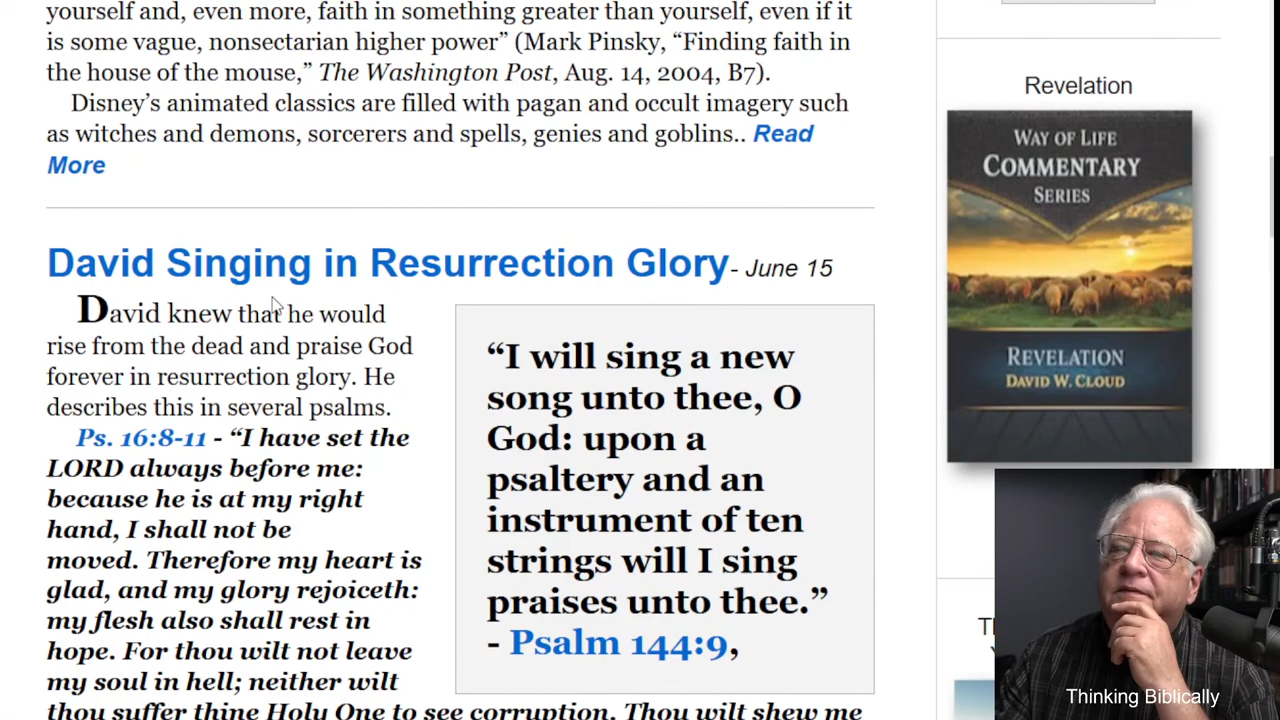 yourself and, even more, faith in something greater than yourself, even if it
is some vague, nonsectarian higher power” (Mark Pinsky, “Finding faith in
the house of the mouse,” The Washington Post, Aug. 14, 2004, B7).
Disney’s animated classics are filled with pagan and occult imagery such
as witches and demons, sorcerers and spells, genies and goblins.. Read
More
David Singing in Resurrection Glory- June 15
David knew that he would
rise from the dead and praise God
forever in resurrection glory. He
describes this in several psalms.
Ps. 16:8-11 - “I have set the
LORD always before me:
because he is at my right
hand, I shall not be
moved. Therefore my heart is
glad, and my glory rejoiceth:
my flesh also shall rest in
hope. For thou wilt not leave
my soul in hell; neither wilt
thou suffer thine Holy One to see corruption. Thou wilt shew me
“I will sing a new
song unto thee, O
God: upon a
psaltery and an
instrument of ten
strings will I sing
praises unto thee.”
- Psalm 144:9,
Revelation
WAY OF LIFE
COMMENTARY
SERIES
REVELATION
DAVID W. CLOUD
Thinking Biblically